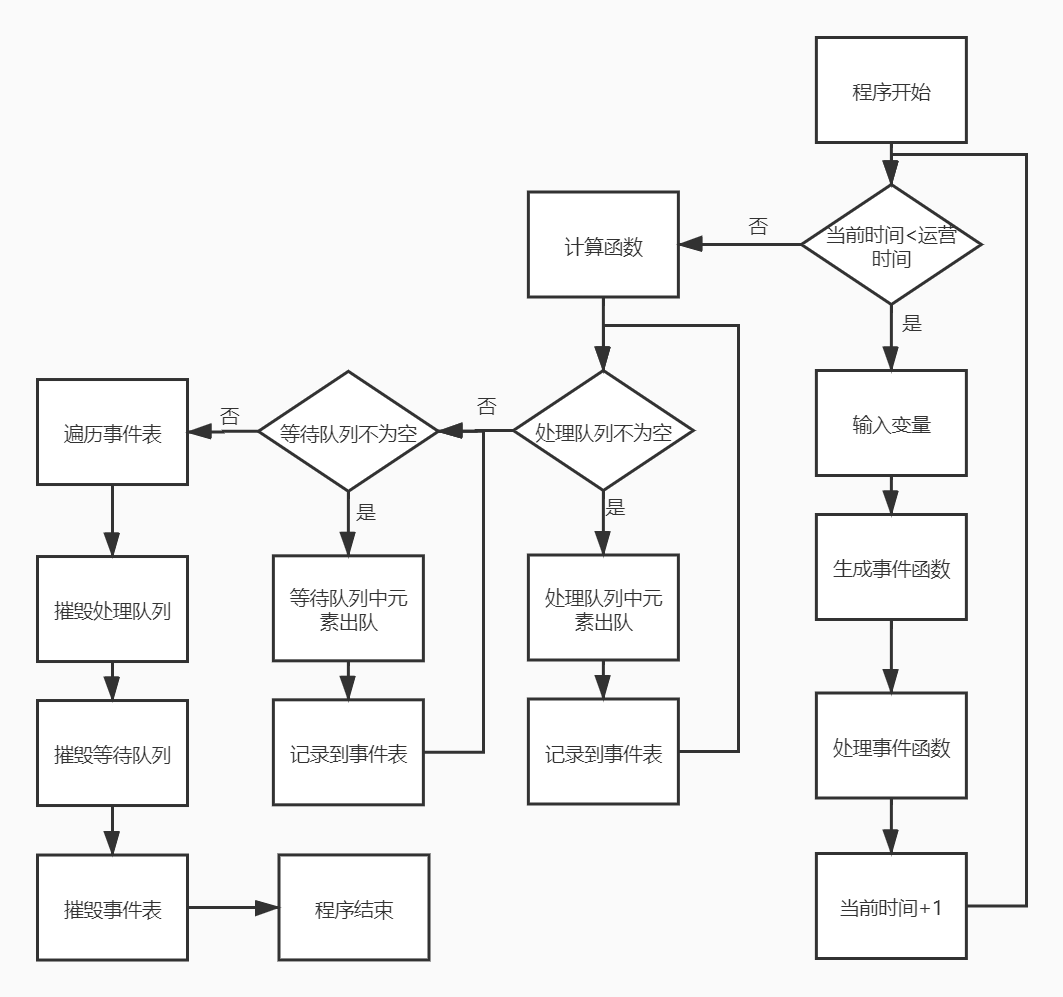 程序开始
当前时间<运营
时间
否
是
输入变量
生成事件函数
处理事件函数
当前时间+1
计算函数
处理队列不为空
否
是
处理队列中元
素出队
记录到事件表
等待队列不为空
否
是
等待队列中元
素出队
记录到事件表
遍历事件表
摧毁处理队列
摧毁等待队列
摧毁事件表
程序结束